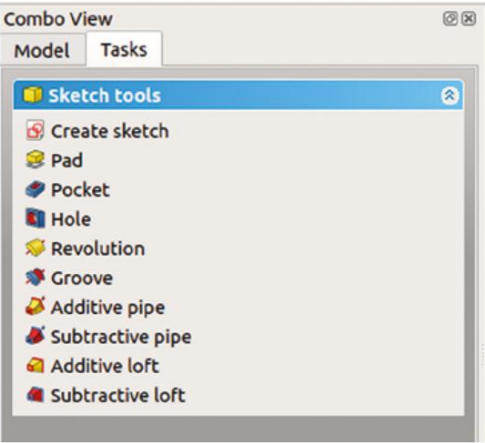 Combo View
Model Tasks
Sketch tools
Create sketch
Pad
Pocket
Hole
Revolution
Groove
Additive pipe
Subtractive pipe
Additive loft
Subtractive loft